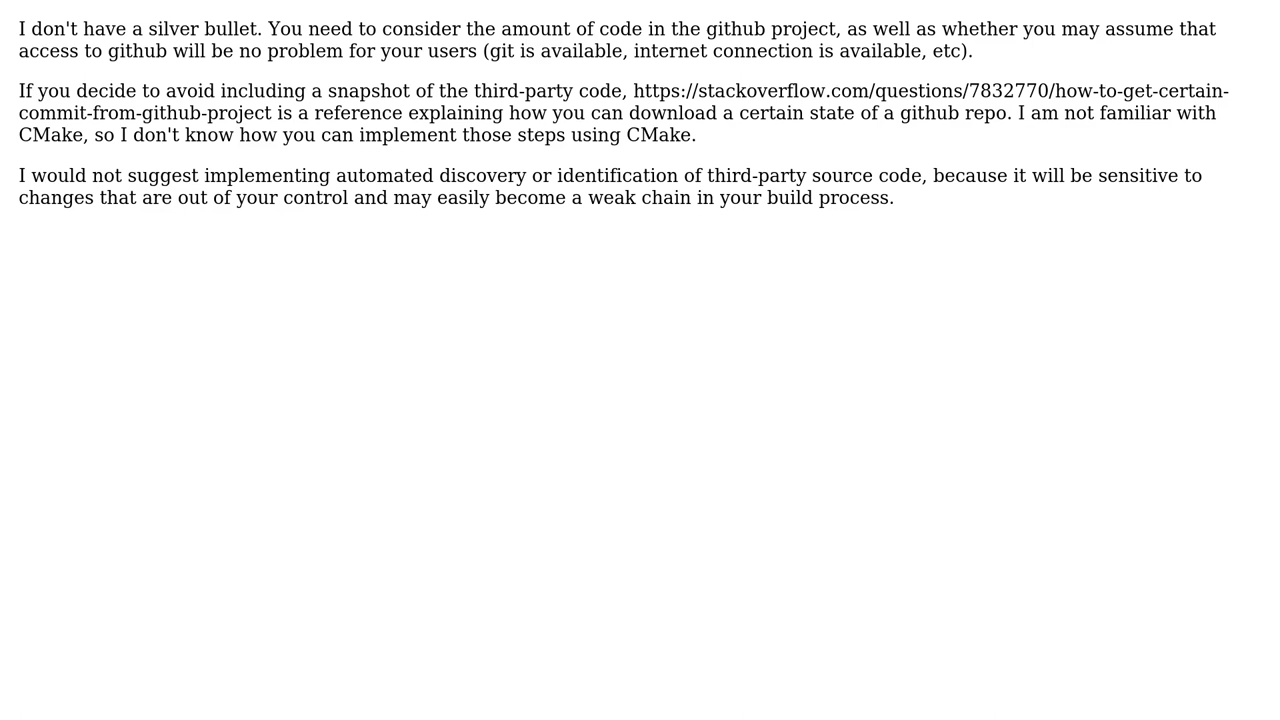 I don't have a silver bullet. You need to consider the amount of code in the github project, as well as whether you may assume that
access to github will be no problem for your users (git is available, internet connection is available, etc).
If you decide to avoid including a snapshot of the third-party code, https://stackoverflow.com/questions/7832770/how-to-get-certain-
commit-from-github-project is a reference explaining how you can download a certain state of a github repo. I am not familiar with
CMake, so I don't know how you can implement those steps using CMake.
I would not suggest implementing automated discovery or identification of third-party source code, because it will be sensitive to
changes that are out of your control and may easily become a weak chain in your build process.